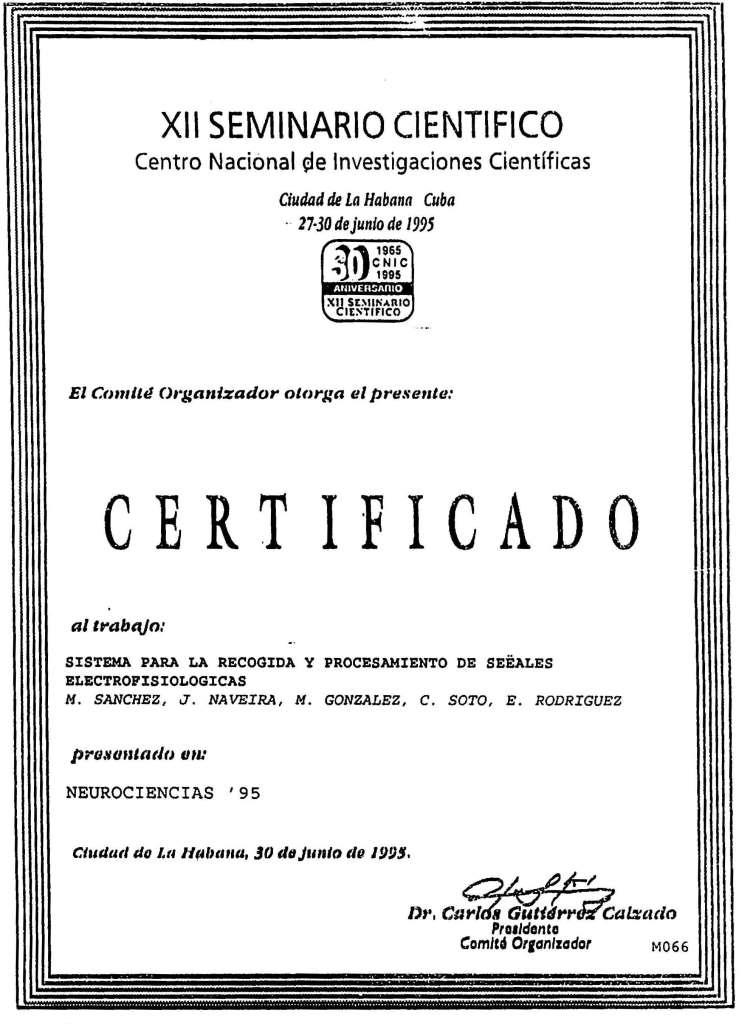 XII SEMINARIO CIENTIFICO
Centro Nacional de Investigaciones Científicas
Ciudad de La Habana Cuba
27-30 de junio de 1995
30
1965
CNIC
1995
ANIVERSARIO
XII SEMINARIO
CIENTIFICO
El Comité Organizador otorga el presente:
CERTIFICADO
al trabajo:
SISTEMA PARA LA RECOGIDA Y PROCESAMIENTO DE SEËALES
ELECTROFISIOLOGICAS
M. SANCHEZ, J. NAVEIRA, M. GONZALEZ, C. SOTO, E. RODRIGUEZ
presentado en:
NEUROCIENCIAS '95
Ciudad de La Habana, 30 de junio de 1995.
Dr. Carlos Gutiérrez Calzado
Presidente
Comité Organizador
M066